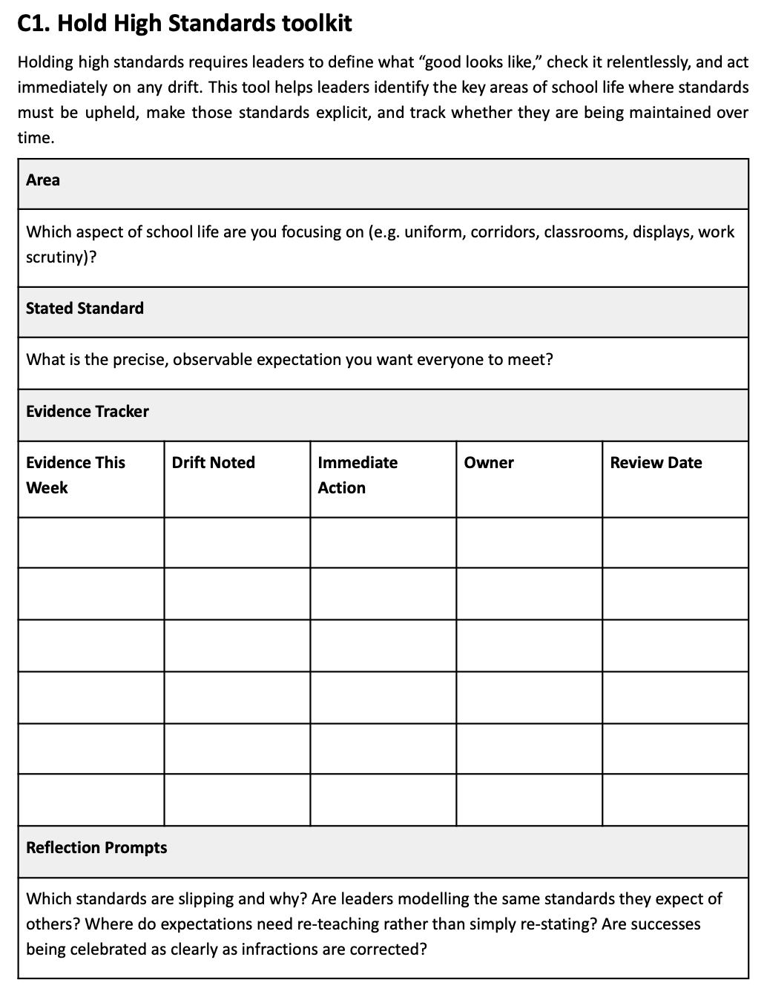 C1. Hold High Standards toolkit
Holding high standards requires leaders to define what “good looks like,” check it relentlessly, and act
immediately on any drift. This tool helps leaders identify the key areas of school life where standards
must be upheld, make those standards explicit, and track whether they are being maintained over
time.
Area
Which aspect of school life are you focusing on (e.g. uniform, corridors, classrooms, displays, work
scrutiny)?
Stated Standard
What is the precise, observable expectation you want everyone to meet?
Evidence Tracker
Evidence This
Week
Drift Noted
Immediate
Action
Owner
Review Date
Reflection Prompts
Which standards are slipping and why? Are leaders modelling the same standards they expect of
others? Where do expectations need re-teaching rather than simply re-stating? Are successes
being celebrated as clearly as infractions are corrected?